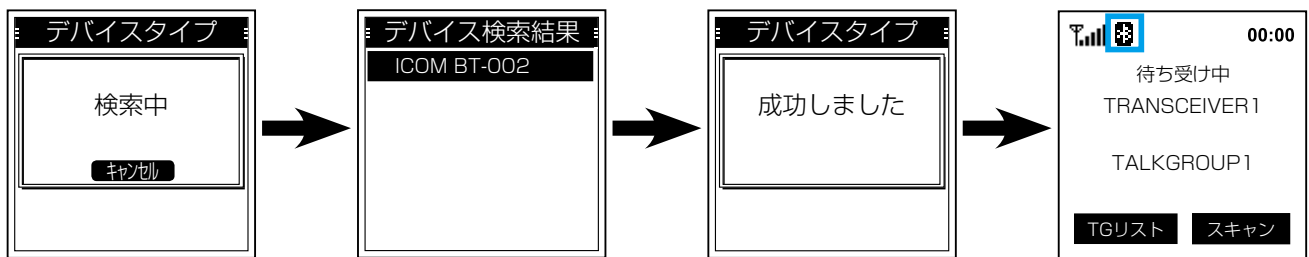 デバイスタイプ
検索中
キャンセル
デバイス検索結果
ICOM BT-002
デバイスタイプ
成功しました
00:00
待ち受け中
TRANSCEIVER1
TALKGROUP1
TGリスト スキャン